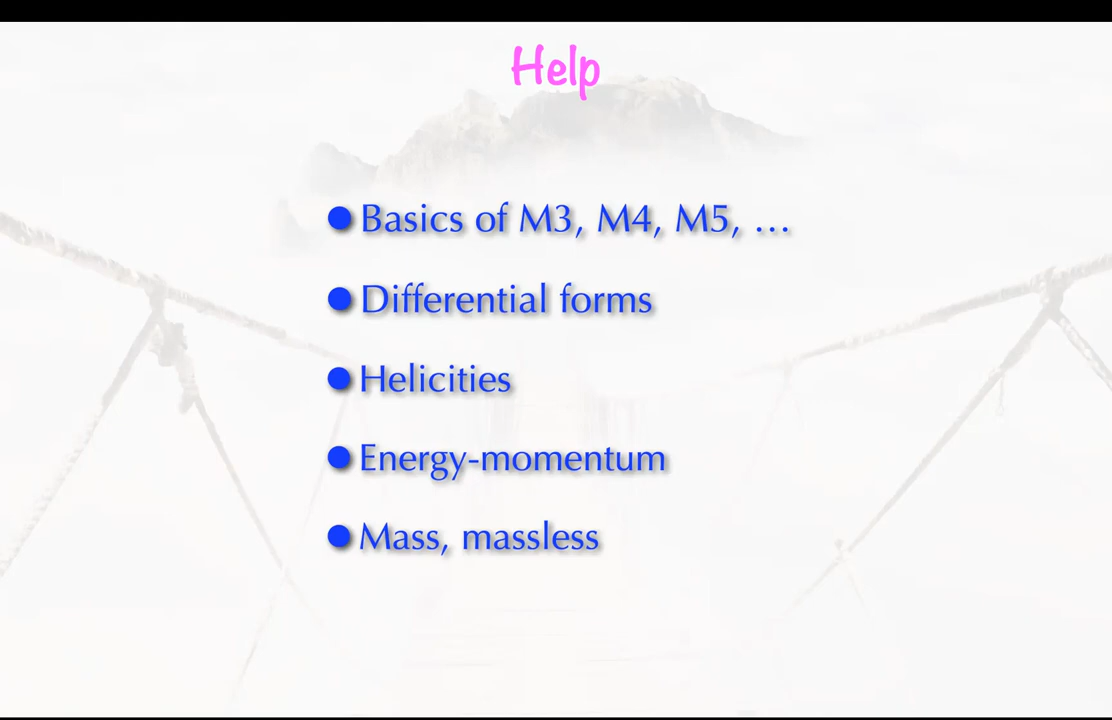 Help
● Basics of M3, M4, M5, …
● Differential forms
● Helicities
● Energy-momentum
● Mass, massless